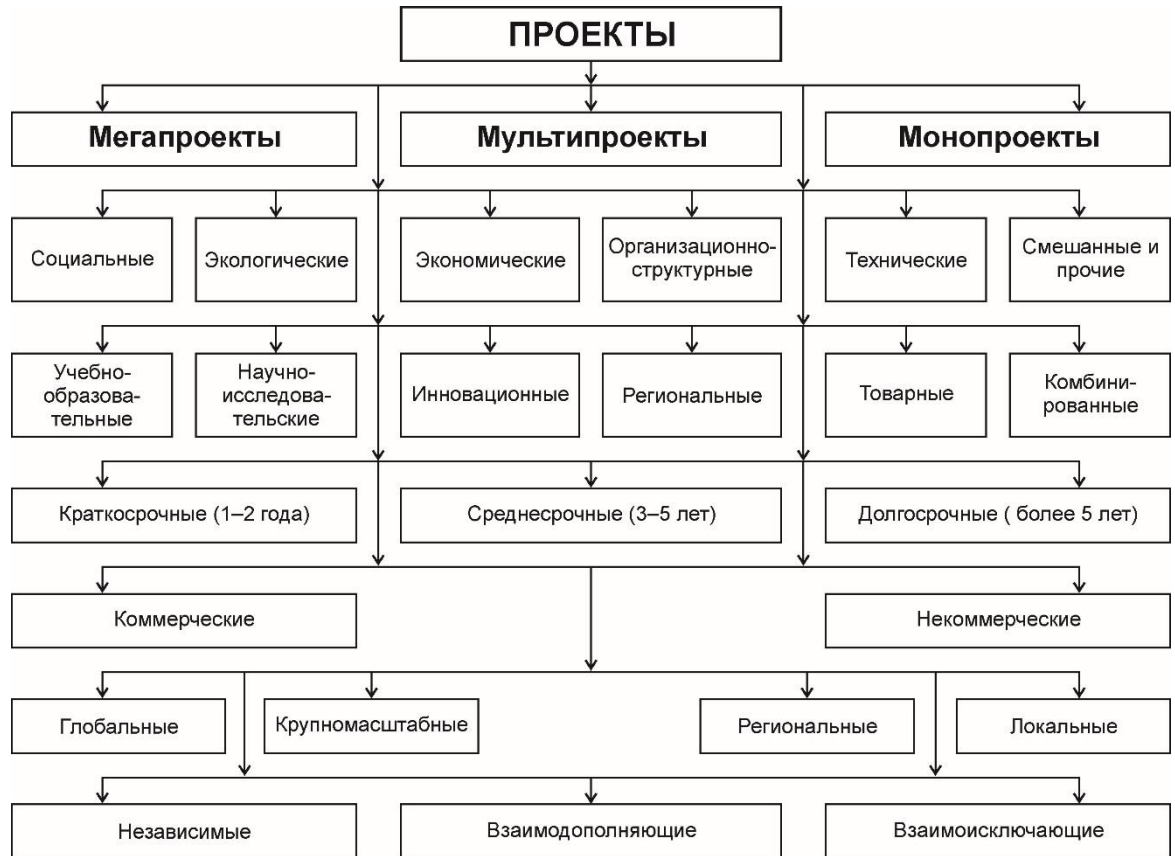 ПРОЕКТЫ
Мегапроекты
Мультипроекты
Монопроекты
Социальные
Экологические
Экономические
Организационно-
структурные
Технические
Смешанные и
прочие
Учебно-
образова-
тельные
Научно-
исследова-
тельские
Инновационные
Региональные
Товарные
Комбини-
рованные
Краткосрочные (1–2 года)
Среднесрочные (3–5 лет)
Долгосрочные ( более 5 лет)
Коммерческие
Некоммерческие
Глобальные
Крупномасштабные
Региональные
Локальные
Независимые
Взаимодополняющие
Взаимоисключающие